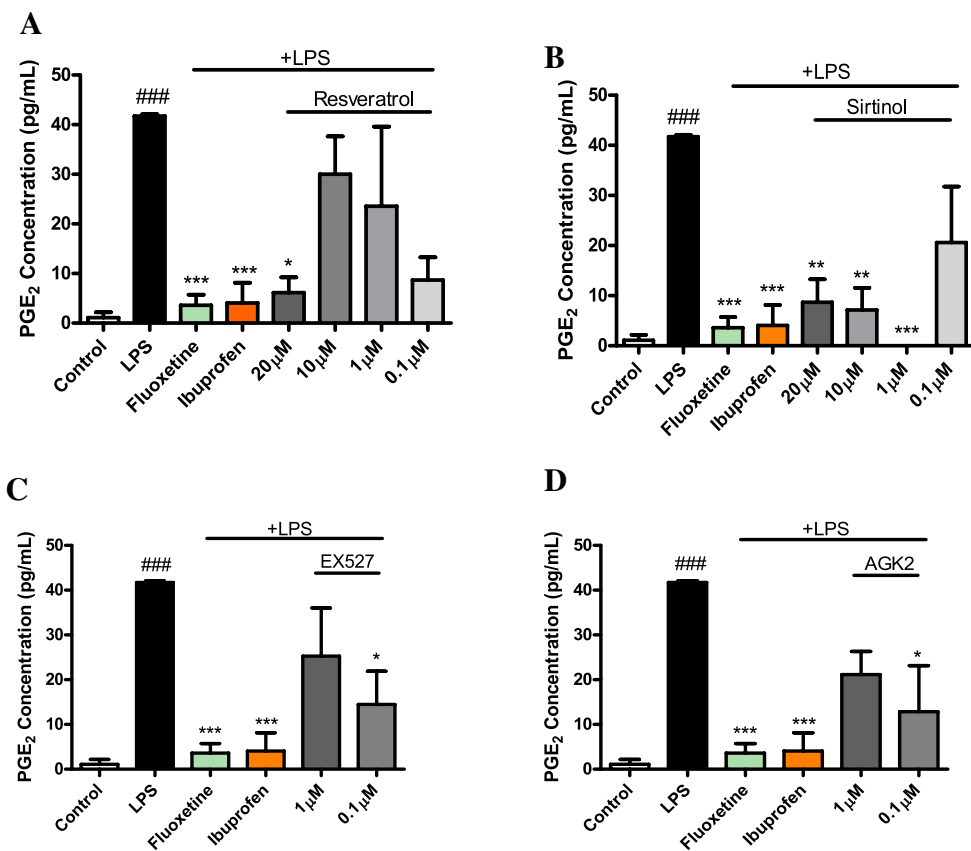 A
+LPS
Resveratrol
###
***
***
*
PGE2 Concentration (pg/mL)
50
40
30
20
10
0
Control
LPS
Fluoxetine
Ibuprofen
20μM
10μM
1μM
0.1μM
B
+LPS
Sirtinol
###
***
***
**
**
***
PGE2 Concentration (pg/mL)
50
40
30
20
10
0
Control
LPS
Fluoxetine
Ibuprofen
20μM
10μM
1μM
0.1μM
C
+LPS
EX527
###
***
***
*
PGE2 Concentration (pg/mL)
50
40
30
20
10
0
Control
LPS
Fluoxetine
Ibuprofen
1μM
0.1μM
D
+LPS
AGK2
###
***
***
*
PGE2 Concentration (pg/mL)
50
40
30
20
10
0
Control
LPS
Fluoxetine
Ibuprofen
1μM
0.1μM